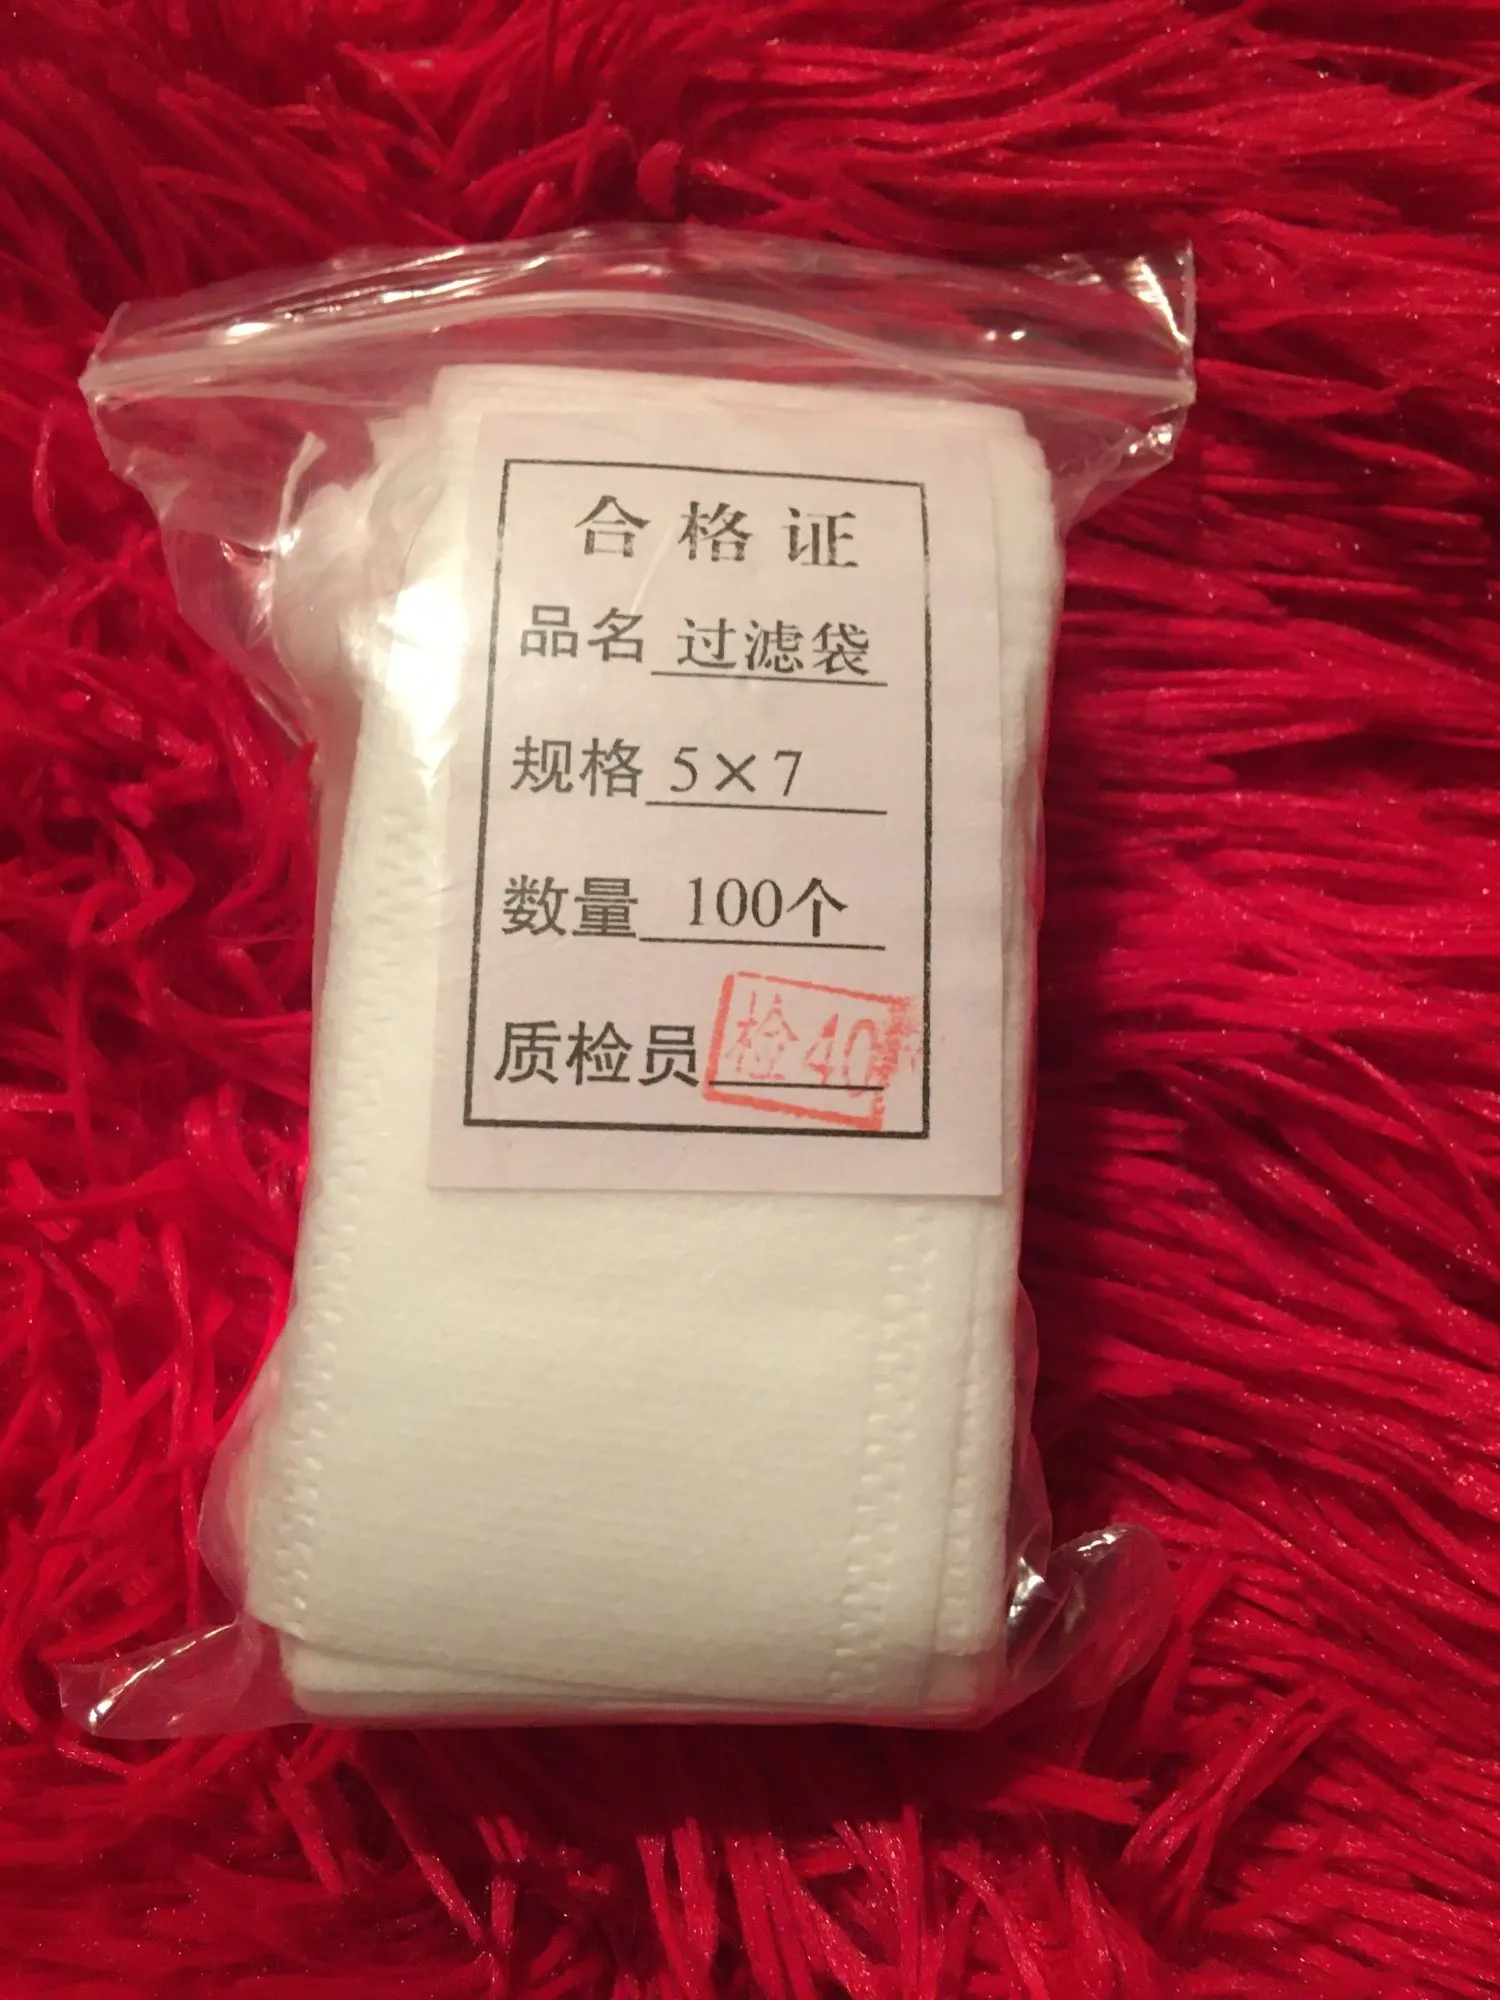 合格证
品名 过滤袋
规格 5×7
数量 100个
质检员 检40